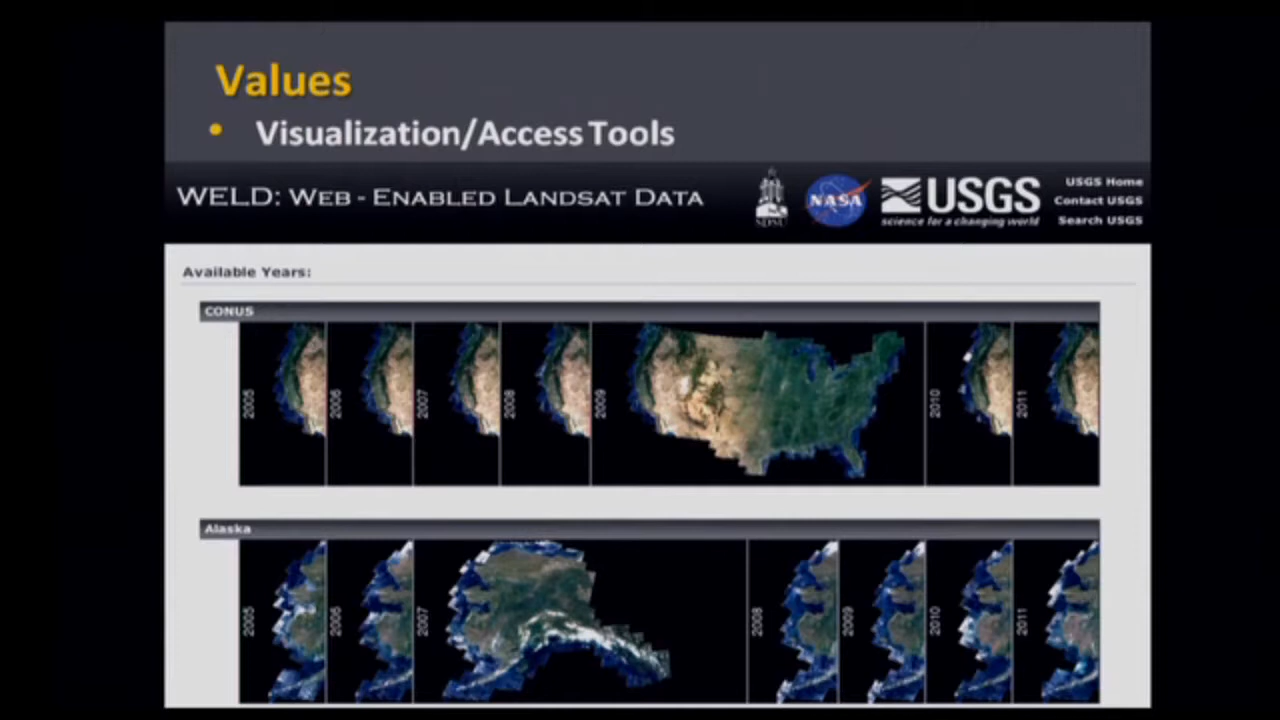 Values
• Visualization/Access Tools
WELD: Web - Enabled Landsat Data
SDSU
NASA
USGS
science for a changing world
USGS Home
Contact USGS
Search USGS
Available Years:
CONUS
2005
2006
2007
2008
2009
2010
2011
Alaska
2005
2006
2007
2008
2009
2010
2011